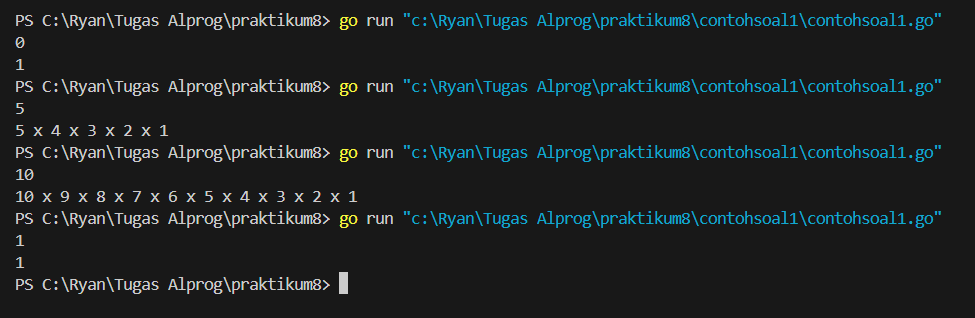 PS C:\Ryan\Tugas Alprog\praktikum8> go run "c:\Ryan\Tugas Alprog\praktikum8\contohsoal1\contohsoal1.go"
0
1
PS C:\Ryan\Tugas Alprog\praktikum8> go run "c:\Ryan\Tugas Alprog\praktikum8\contohsoal1\contohsoal1.go"
5
5 x 4 x 3 x 2 x 1
PS C:\Ryan\Tugas Alprog\praktikum8> go run "c:\Ryan\Tugas Alprog\praktikum8\contohsoal1\contohsoal1.go"
10
10 x 9 x 8 x 7 x 6 x 5 x 4 x 3 x 2 x 1
PS C:\Ryan\Tugas Alprog\praktikum8> go run "c:\Ryan\Tugas Alprog\praktikum8\contohsoal1\contohsoal1.go"
1
1
PS C:\Ryan\Tugas Alprog\praktikum8>